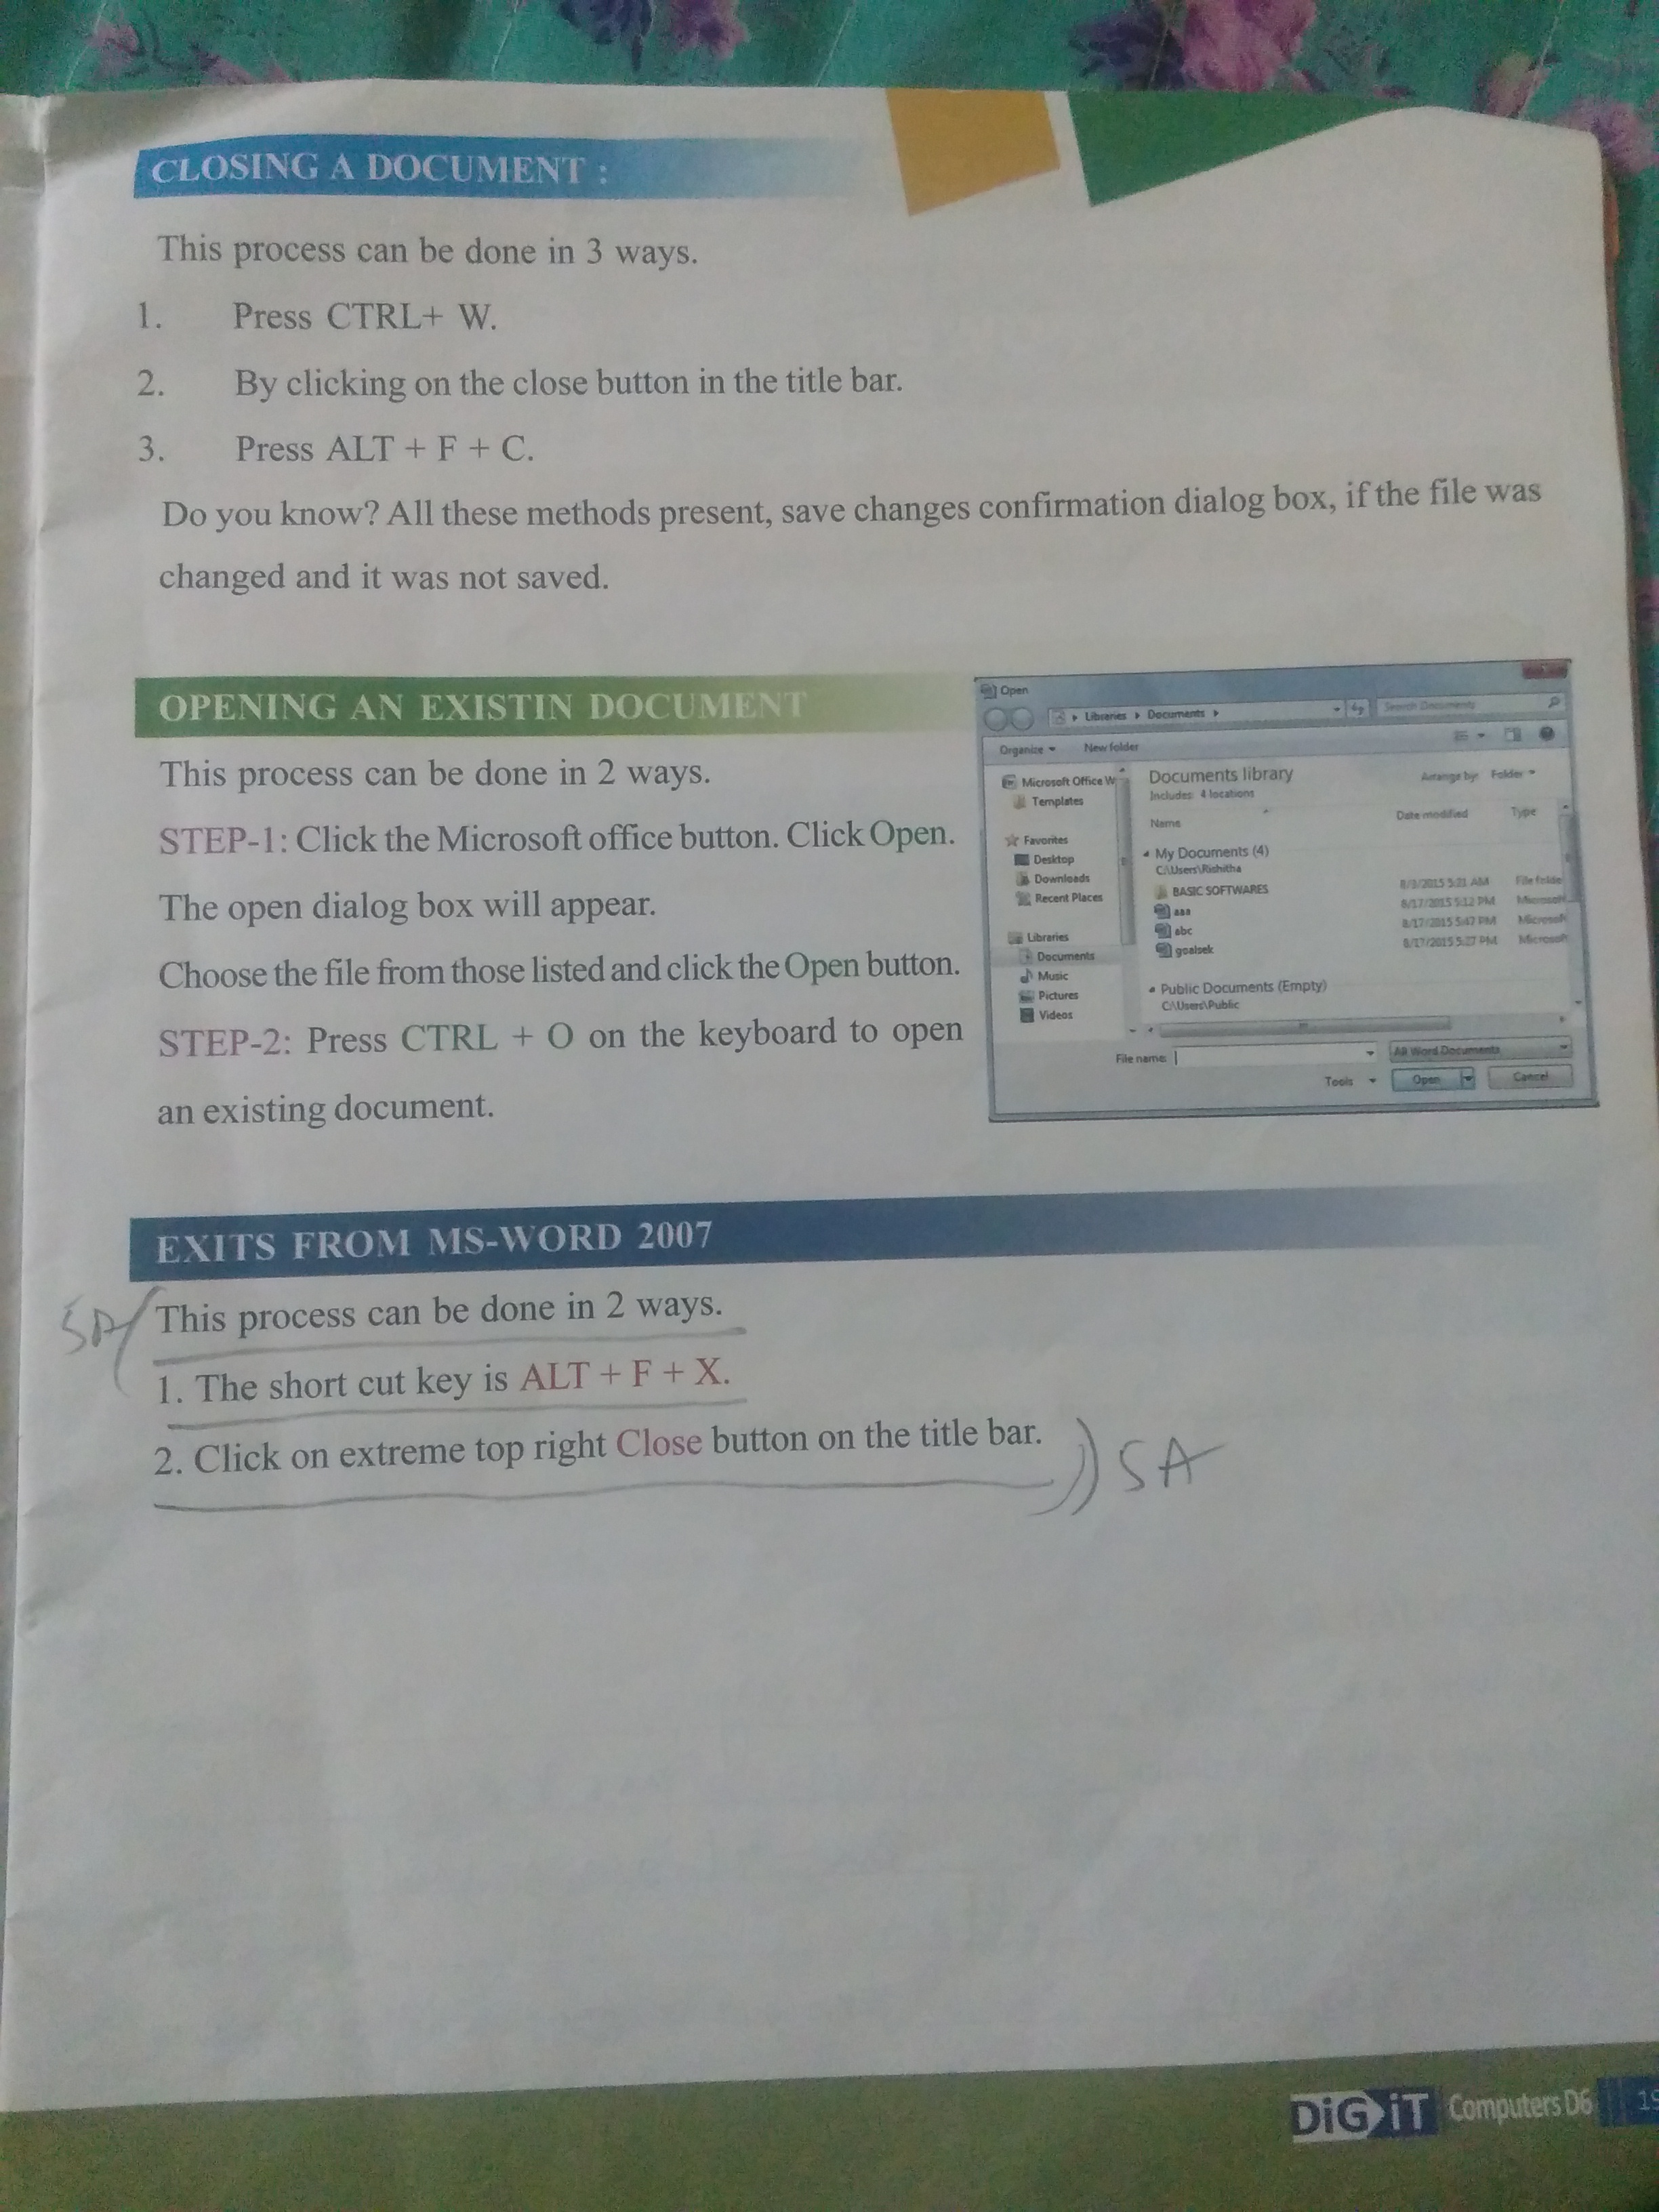 CLOSING A DOCUMENT :
This process can be done in 3 ways.
1. Press CTRL+ W.
2. By clicking on the close button in the title bar.
3. Press ALT + F + C.
Do you know? All these methods present, save changes confirmation dialog box, if the file was
changed and it was not saved.
OPENING AN EXISTIN DOCUMENT
This process can be done in 2 ways.
STEP-1: Click the Microsoft office button. Click Open.
The open dialog box will appear.
Choose the file from those listed and click the Open button.
STEP-2: Press CTRL + O on the keyboard to open
an existing document.
Open
Libraries Documents
Search Documents
Organize New folder
Microsoft Office W
Templates
Favorites
Desktop
Downloads
Recent Places
Libraries
Documents
Music
Pictures
Videos
Documents library
Arrange by: Folder
Includes: 4 locations
Name Date modified Type
My Documents (4)
C:\Users\Rishitha
BASIC SOFTWARES 8/3/2015 5:21 AM File folde
aaa 8/17/2015 5:12 PM Microsoft
abc 8/17/2015 5:47 PM Microsoft
goalsek 8/17/2015 5:27 PM Microsoft
Public Documents (Empty)
C:\Users\Public
File name: All Word Documents
Tools Open Cancel
EXITS FROM MS-WORD 2007
SA This process can be done in 2 ways.
1. The short cut key is ALT + F + X.
2. Click on extreme top right Close button on the title bar. SA
DiGiT Computers D6